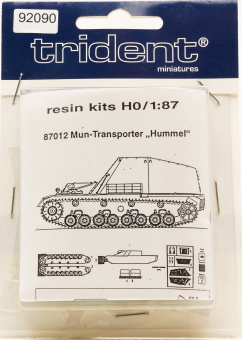 92090
trident®
miniatures
resin kits H0/1:87
87012 Mun-Transporter „Hummel“